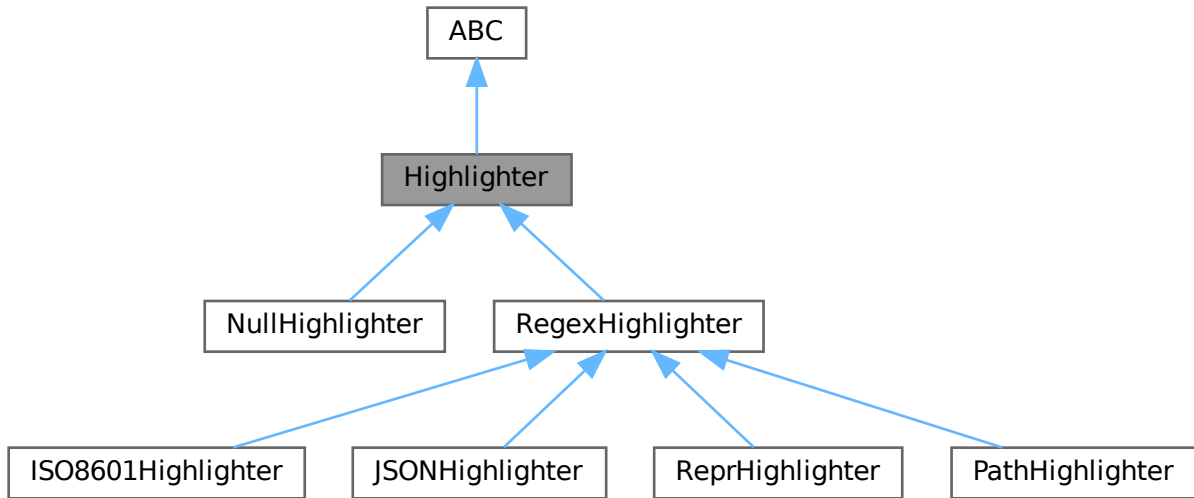 ABC
Highlighter
NullHighlighter
RegexHighlighter
ISO8601Highlighter
JSONHighlighter
ReprHighlighter
PathHighlighter